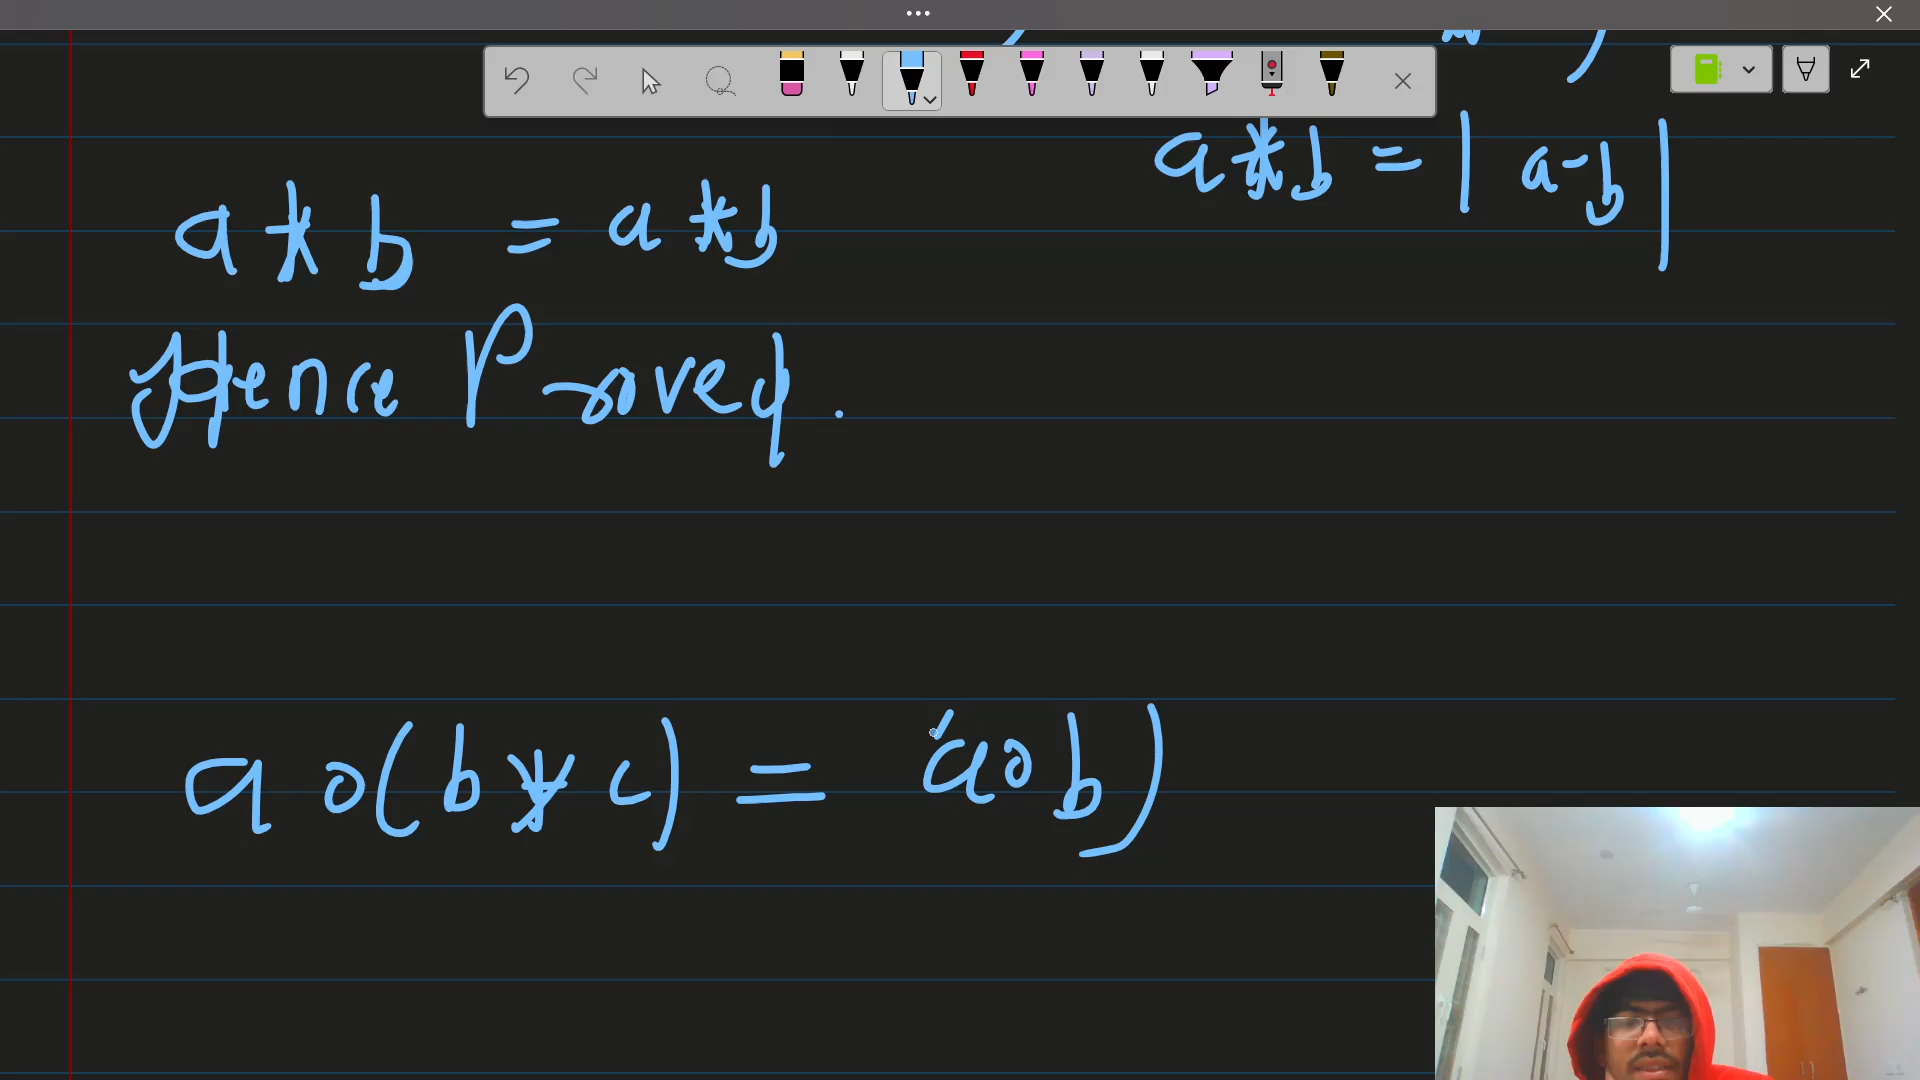 a * b = |a-b|
a * b = a * b
Hence Proved.
a o (b * c) = (a o b)